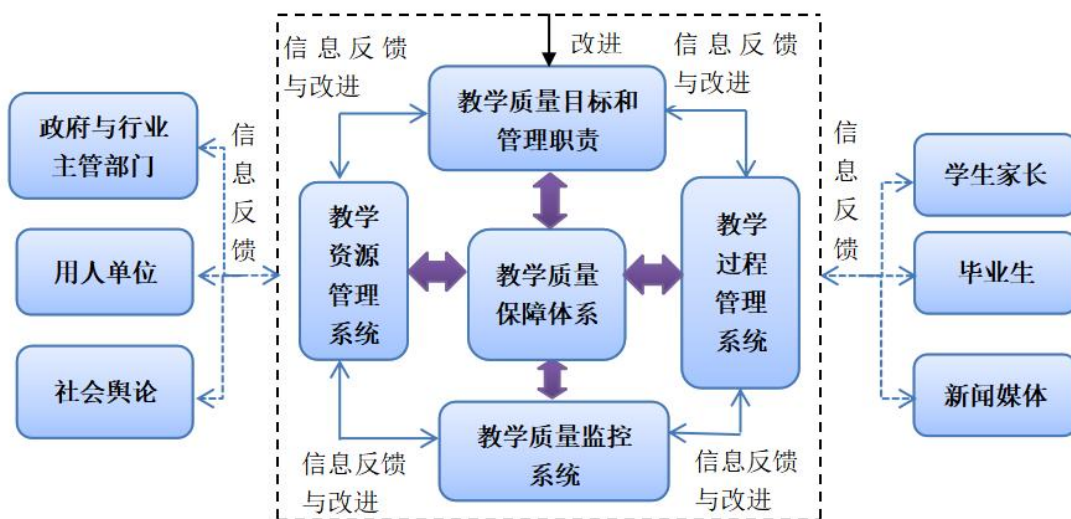 信息反馈
与改进
改进
信息反馈
与改进
教学质量目标和
管理职责
政府与行业
主管部门
信息反馈
用人单位
社会舆论
教学
资源
管理
系统
教学质量
保障体系
教学
过程
管理
系统
信息反馈
学生家长
毕业生
新闻媒体
教学质量监控
系统
信息反馈
与改进
信息反馈
与改进